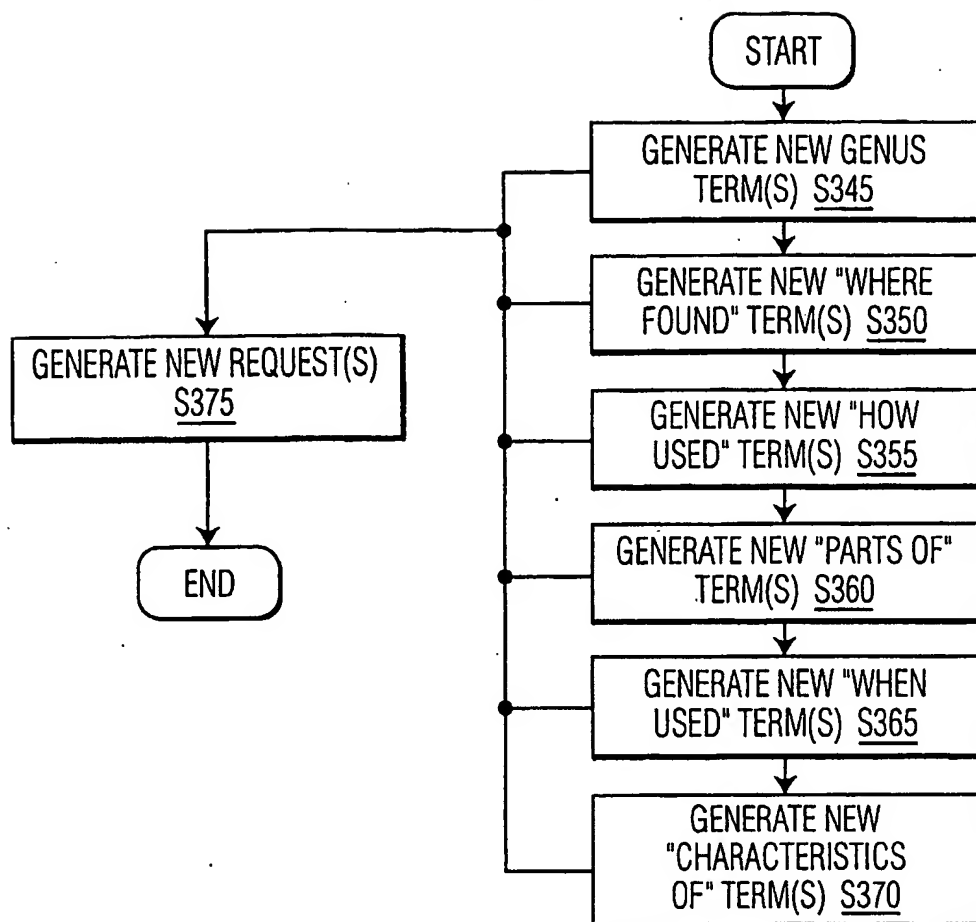 START
GENERATE NEW GENUS
TERM(S) S345
GENERATE NEW "WHERE
FOUND" TERM(S) S350
GENERATE NEW REQUEST(S)
S375
GENERATE NEW "HOW
USED" TERM(S) S355
GENERATE NEW "PARTS OF"
TERM(S) S360
END
GENERATE NEW "WHEN
USED" TERM(S) S365
GENERATE NEW
"CHARACTERISTICS
OF" TERM(S) S370